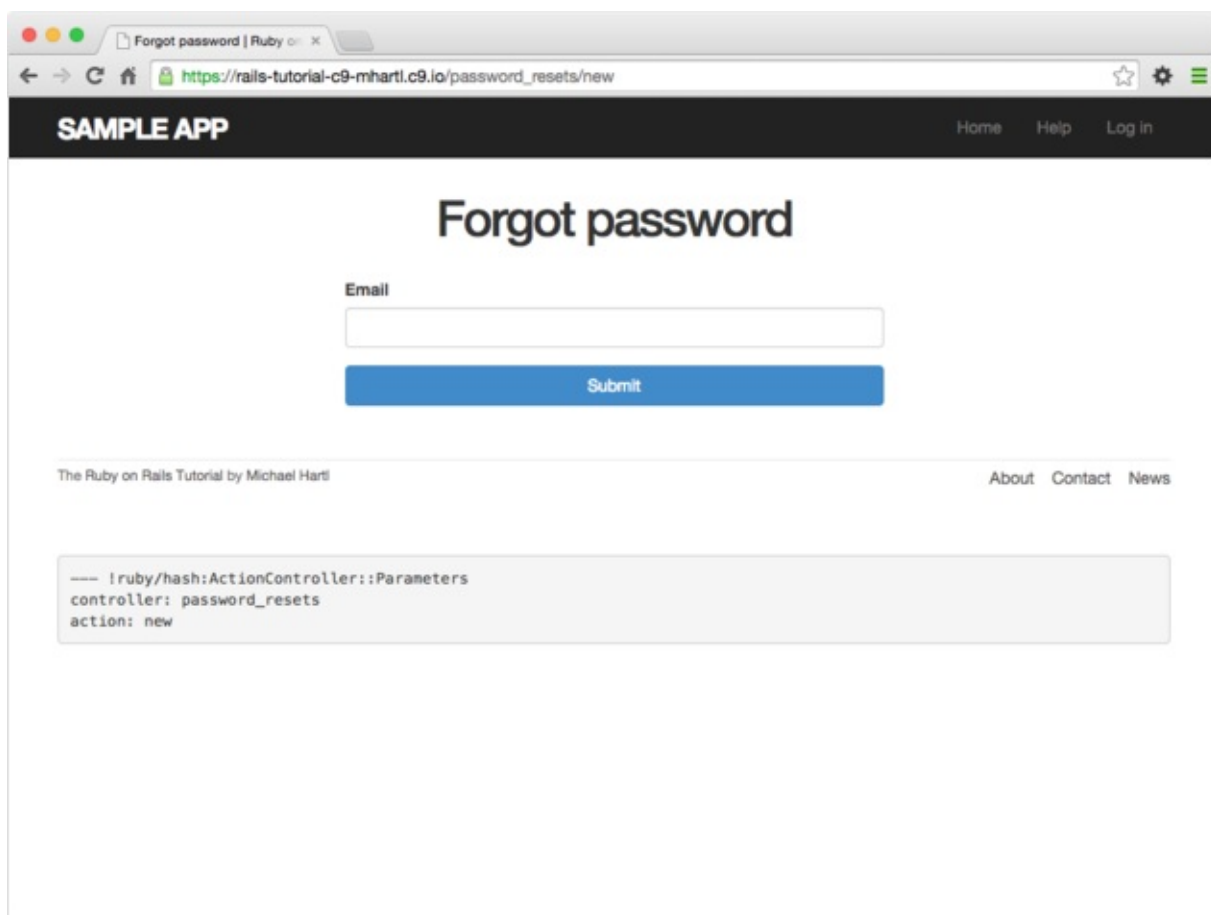 Forgot password | Ruby on
https://rails-tutorial-c9-mhartl.c9.io/password_resets/new
SAMPLE APP
Home Help Log in
Forgot password
Email
Submit
The Ruby on Rails Tutorial by Michael Hartl
About Contact News
--- !ruby/hash:ActionController::Parameters
controller: password_resets
action: new